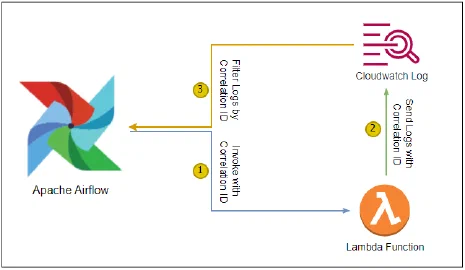 Cloudwatch Log
3
Filter Logs by
Correlation ID
Send Logs with
Correlation ID
2
Apache Airflow
1
Invoke with
Correlation ID
Lambda Function